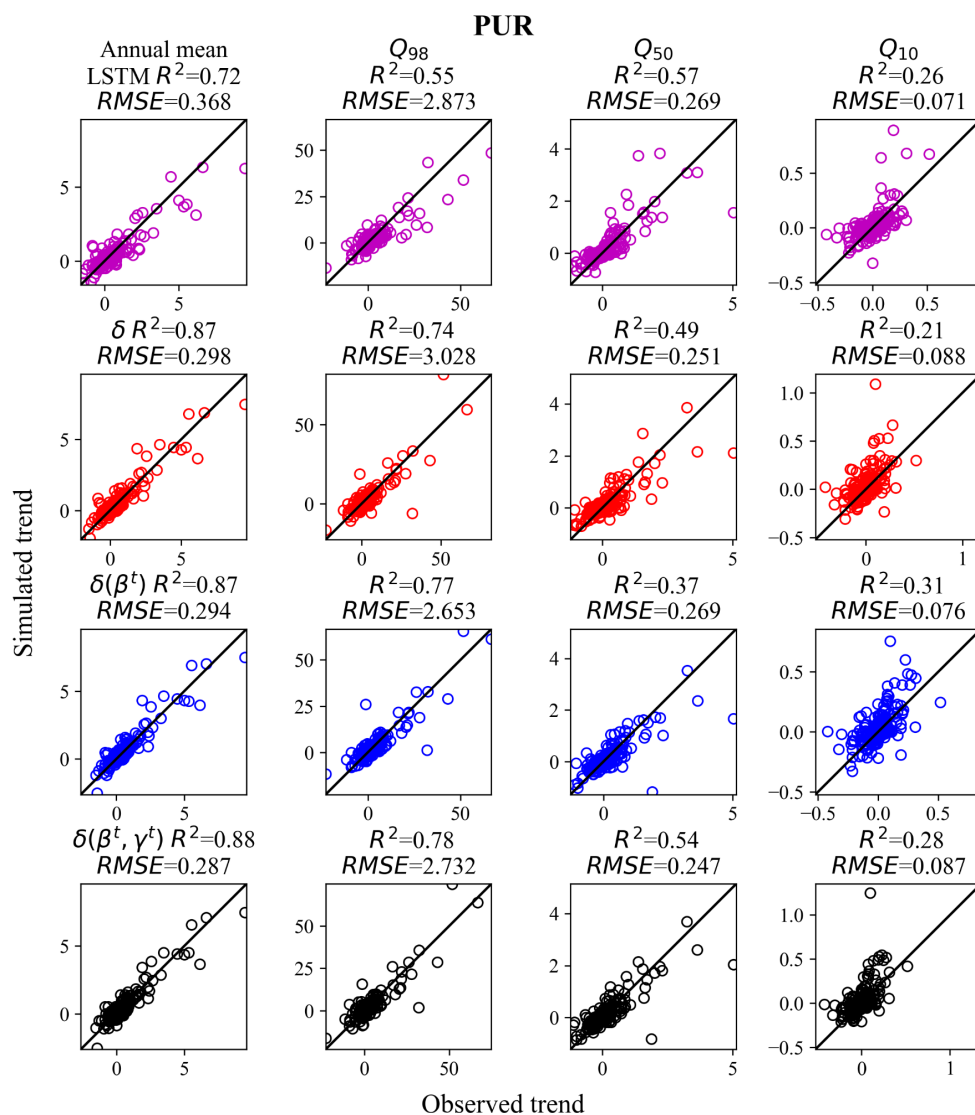 PUR
Annual mean
LSTM R²=0.72
RMSE=0.368
Q₉₈
R²=0.55
RMSE=2.873
Q₅₀
R²=0.57
RMSE=0.269
Q₁₀
R²=0.26
RMSE=0.071
5
0
0
5
50
25
0
0
50
4
2
0
0
5
0.5
0.0
−0.5
−0.5
0.0
0.5
δ R²=0.87
RMSE=0.298
R²=0.74
RMSE=3.028
R²=0.49
RMSE=0.251
R²=0.21
RMSE=0.088
5
0
0
5
50
0
0
50
4
2
0
0
5
1.0
0.5
0.0
−0.5
0
1
δ(βᵗ) R²=0.87
RMSE=0.294
R²=0.77
RMSE=2.653
R²=0.37
RMSE=0.269
R²=0.31
RMSE=0.076
5
0
0
5
50
25
0
0
50
4
2
0
0
5
0.5
0.0
−0.5
−0.5
0.0
0.5
δ(βᵗ, γᵗ) R²=0.88
RMSE=0.287
R²=0.78
RMSE=2.732
R²=0.54
RMSE=0.247
R²=0.28
RMSE=0.087
5
0
0
5
50
25
0
0
50
4
2
0
0
5
1.0
0.5
0.0
−0.5
0
1
Simulated trend
Observed trend